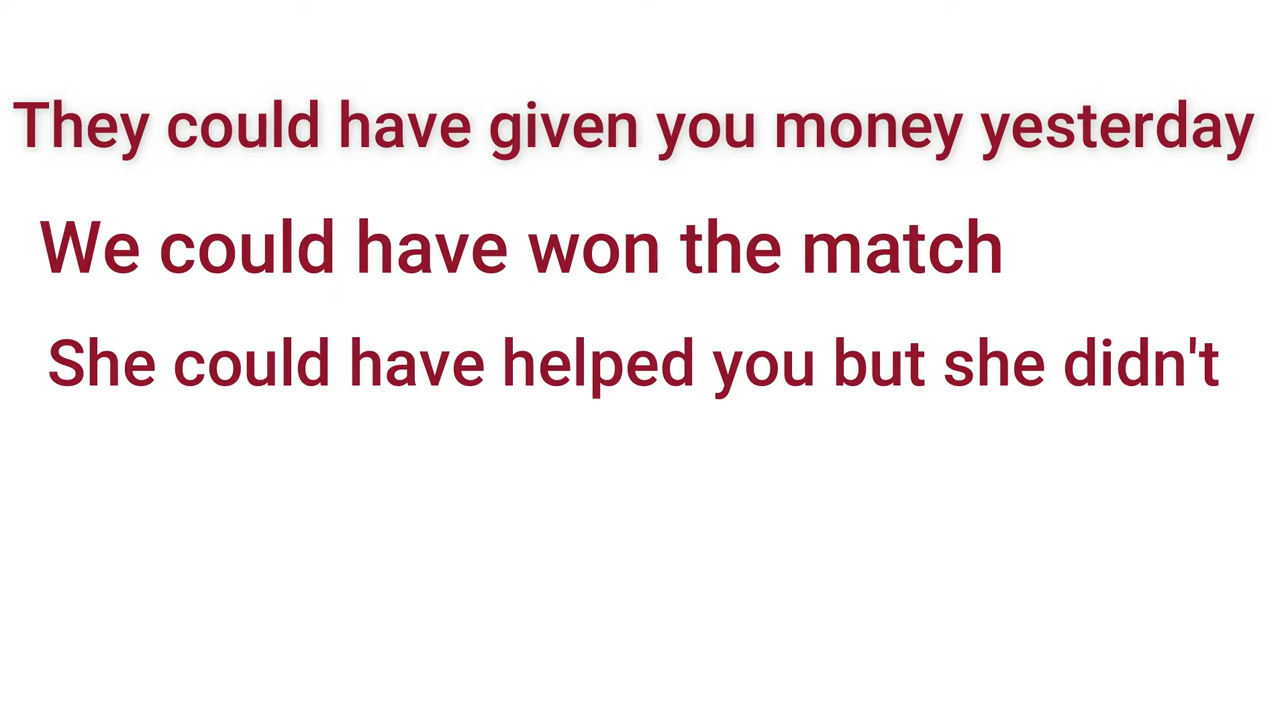 They could have given you money yesterday
We could have won the match
She could have helped you but she didn't